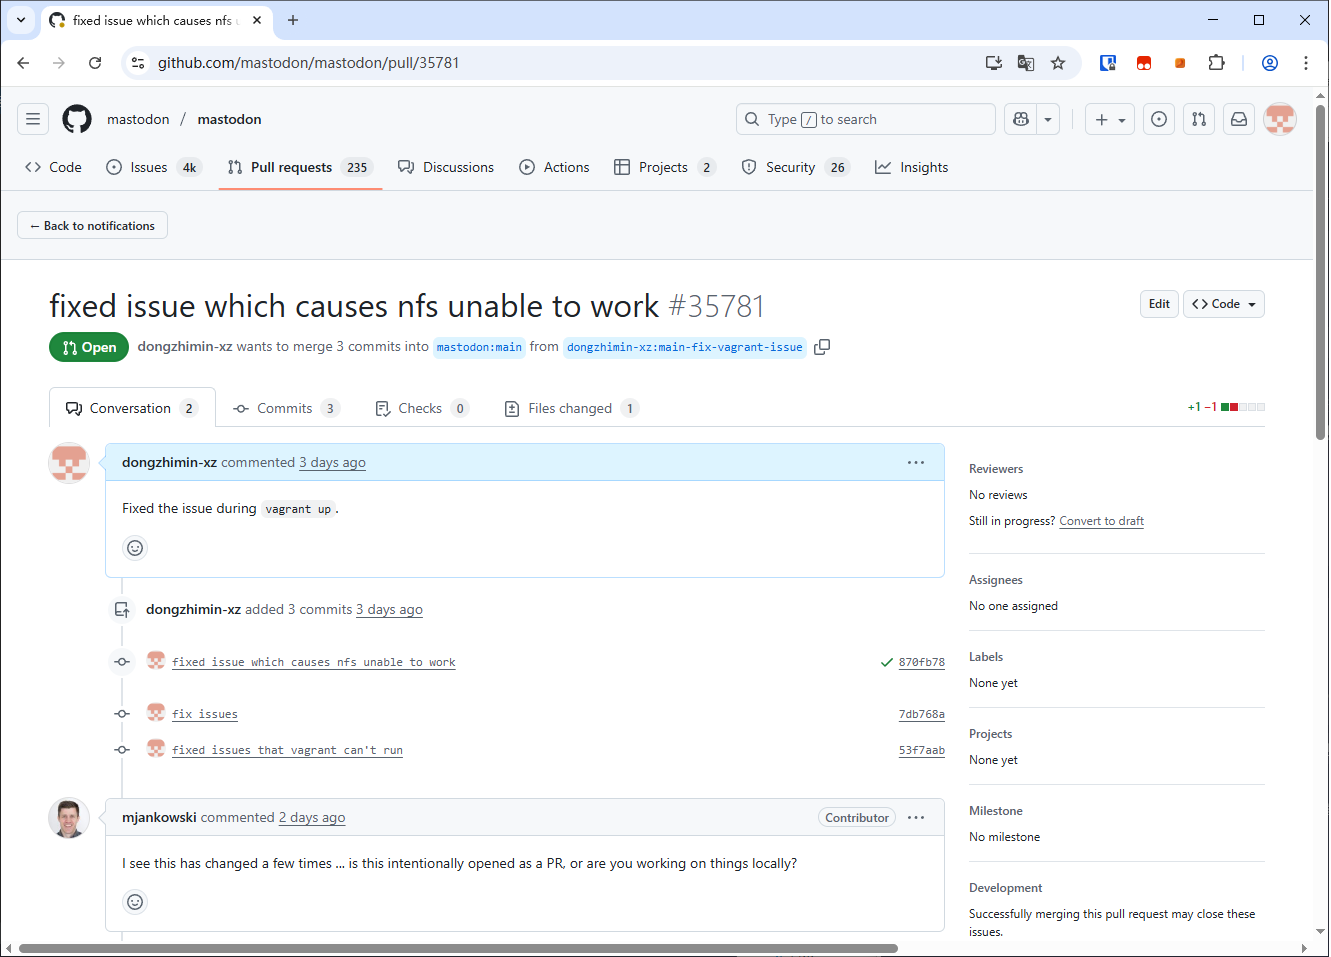 fixed issue which causes nfs u
github.com/mastodon/mastodon/pull/35781
mastodon / mastodon
Type / to search
Code
Issues 4k
Pull requests 235
Discussions
Actions
Projects 2
Security 26
Insights
← Back to notifications
fixed issue which causes nfs unable to work #35781
Edit
<> Code
Open
dongzhimin-xz wants to merge 3 commits into mastodon:main from dongzhimin-xz:main-fix-vagrant-issue
Conversation 2
Commits 3
Checks 0
Files changed 1
+1 −1
dongzhimin-xz commented 3 days ago
Fixed the issue during vagrant up.
dongzhimin-xz added 3 commits 3 days ago
fixed issue which causes nfs unable to work 870fb78
fix issues 7db768a
fixed issues that vagrant can't run 53f7aab
mjankowski commented 2 days ago Contributor
I see this has changed a few times ... is this intentionally opened as a PR, or are you working on things locally?
Reviewers
No reviews
Still in progress? Convert to draft
Assignees
No one assigned
Labels
None yet
Projects
None yet
Milestone
No milestone
Development
Successfully merging this pull request may close these
issues.